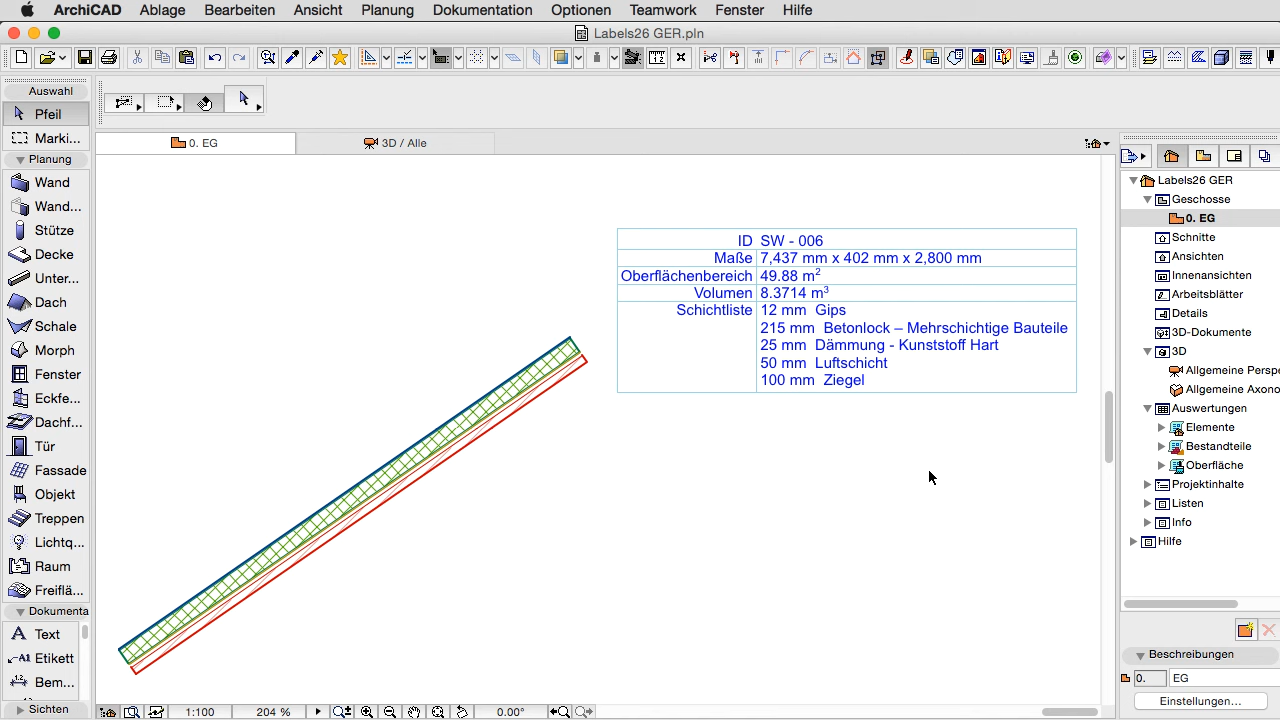 ArchiCAD Ablage Bearbeiten Ansicht Planung Dokumentation Optionen Teamwork Fenster Hilfe
Labels26 GER.pln
Auswahl
Pfeil
Marki...
Planung
Wand
Wand...
Stütze
Decke
Unter...
Dach
Schale
Morph
Fenster
Eckfe...
Dachf...
Tür
Fassade
Objekt
Treppen
Lichtq...
Raum
Freiflä...
Dokumenta
Text
A1 Etikett
Bem...
Sichten
0. EG
3D / Alle
ID SW - 006
Maße 7,437 mm x 402 mm x 2,800 mm
Oberflächenbereich 49.88 m²
Volumen 8.3714 m³
Schichtliste 12 mm Gips
215 mm Betonlock – Mehrschichtige Bauteile
25 mm Dämmung - Kunststoff Hart
50 mm Luftschicht
100 mm Ziegel
Labels26 GER
Geschosse
0. EG
Schnitte
Ansichten
Innenansichten
Arbeitsblätter
Details
3D-Dokumente
3D
Allgemeine Perspe
Allgemeine Axono
Auswertungen
Elemente
Bestandteile
Oberfläche
Projektinhalte
Listen
Info
Hilfe
Beschreibungen
0. EG
Einstellungen...
1:100 204 % 0.00°